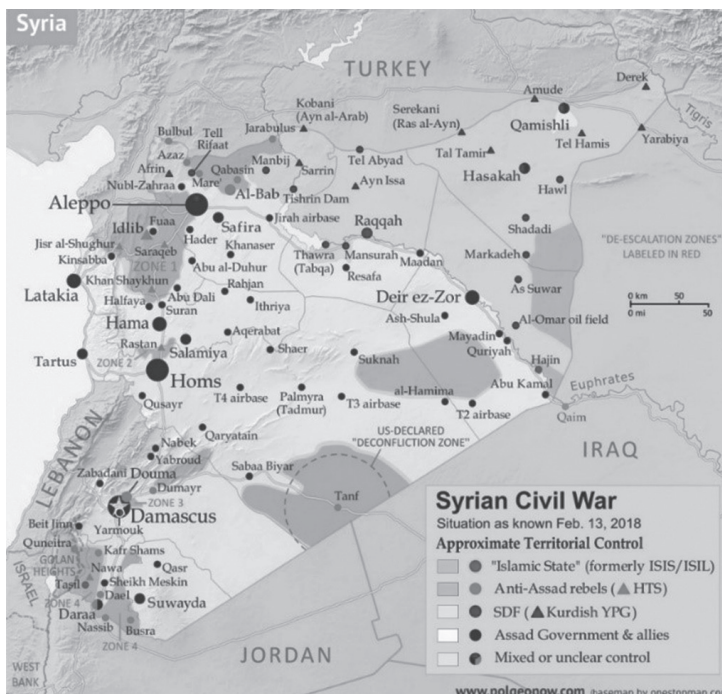 Syria
TURKEY
Derek
Amude
Kobani
(Ayn al-Arab)
Serekani
(Ras al-Ayn)
Tigris
Qamishli
Bulbul
Tell
Rifaat
Jarabulus
Azaz
Yarabiya
Tel Hamis
Afrin
Qabasin
Manbij
Tel Abyad
Tal Tamir
Mare'
Sarrin
Hasakah
Nubl-Zahraa
Al-Bab
Ayn Issa
Hawl
Tishrin Dam
Aleppo
Fuaa
Safira
Jirah airbase
Raqqah
Shadadi
Idlib
Hader
"DE-ESCALATION ZONES"
LABELED IN RED
Jisr al-Shughur
Saraqeb
Khanaser
Thawra
(Tabqa)
Mansurah
Maadan
Markadeh
Kinsabba
ZONE 1
Abu al-Duhur
Resafa
Khan Shaykhun
Rahjan
As Suwar
Latakia
Abu Dali
Deir ez-Zor
0 km 50
0 mi 50
Halfaya
Suran
Ithriya
Ash-Shula
Al-Omar oil field
Hama
Mayadin
Rastan
Aqerabat
Quriyah
Salamiya
Shaer
Suknah
Hajin
Tartus
ZONE 2
Homs
al-Hamima
Abu Kamal
Euphrates
Qusayr
T4 airbase
Palmyra
(Tadmur)
T3 airbase
T2 airbase
Qaim
Qaryatain
US-DECLARED
"DECONFLICTION ZONE"
LEBANON
Nabek
Yabroud
IRAQ
Zabadani
Douma
Sabaa Biyar
Dumayr
ZONE 3
Tanf
Damascus
Beit Jinn
Yarmouk
Quneitra
Kafr Shams
GOLAN
HEIGHTS
Nawa
Qasr
ISRAEL
Tasil
Sheikh Meskin
Dael
Suwayda
ZONE 4
Daraa
Nassib
Busra
ZONE 4
JORDAN
WEST
BANK
Syrian Civil War
Situation as known Feb. 13, 2018
Approximate Territorial Control
"Islamic State" (formerly ISIS/ISIL)
Anti-Assad rebels ( HTS)
SDF ( Kurdish YPG)
Assad Government & allies
Mixed or unclear control
www.polgeonow.com /basemap by onestopmap.co